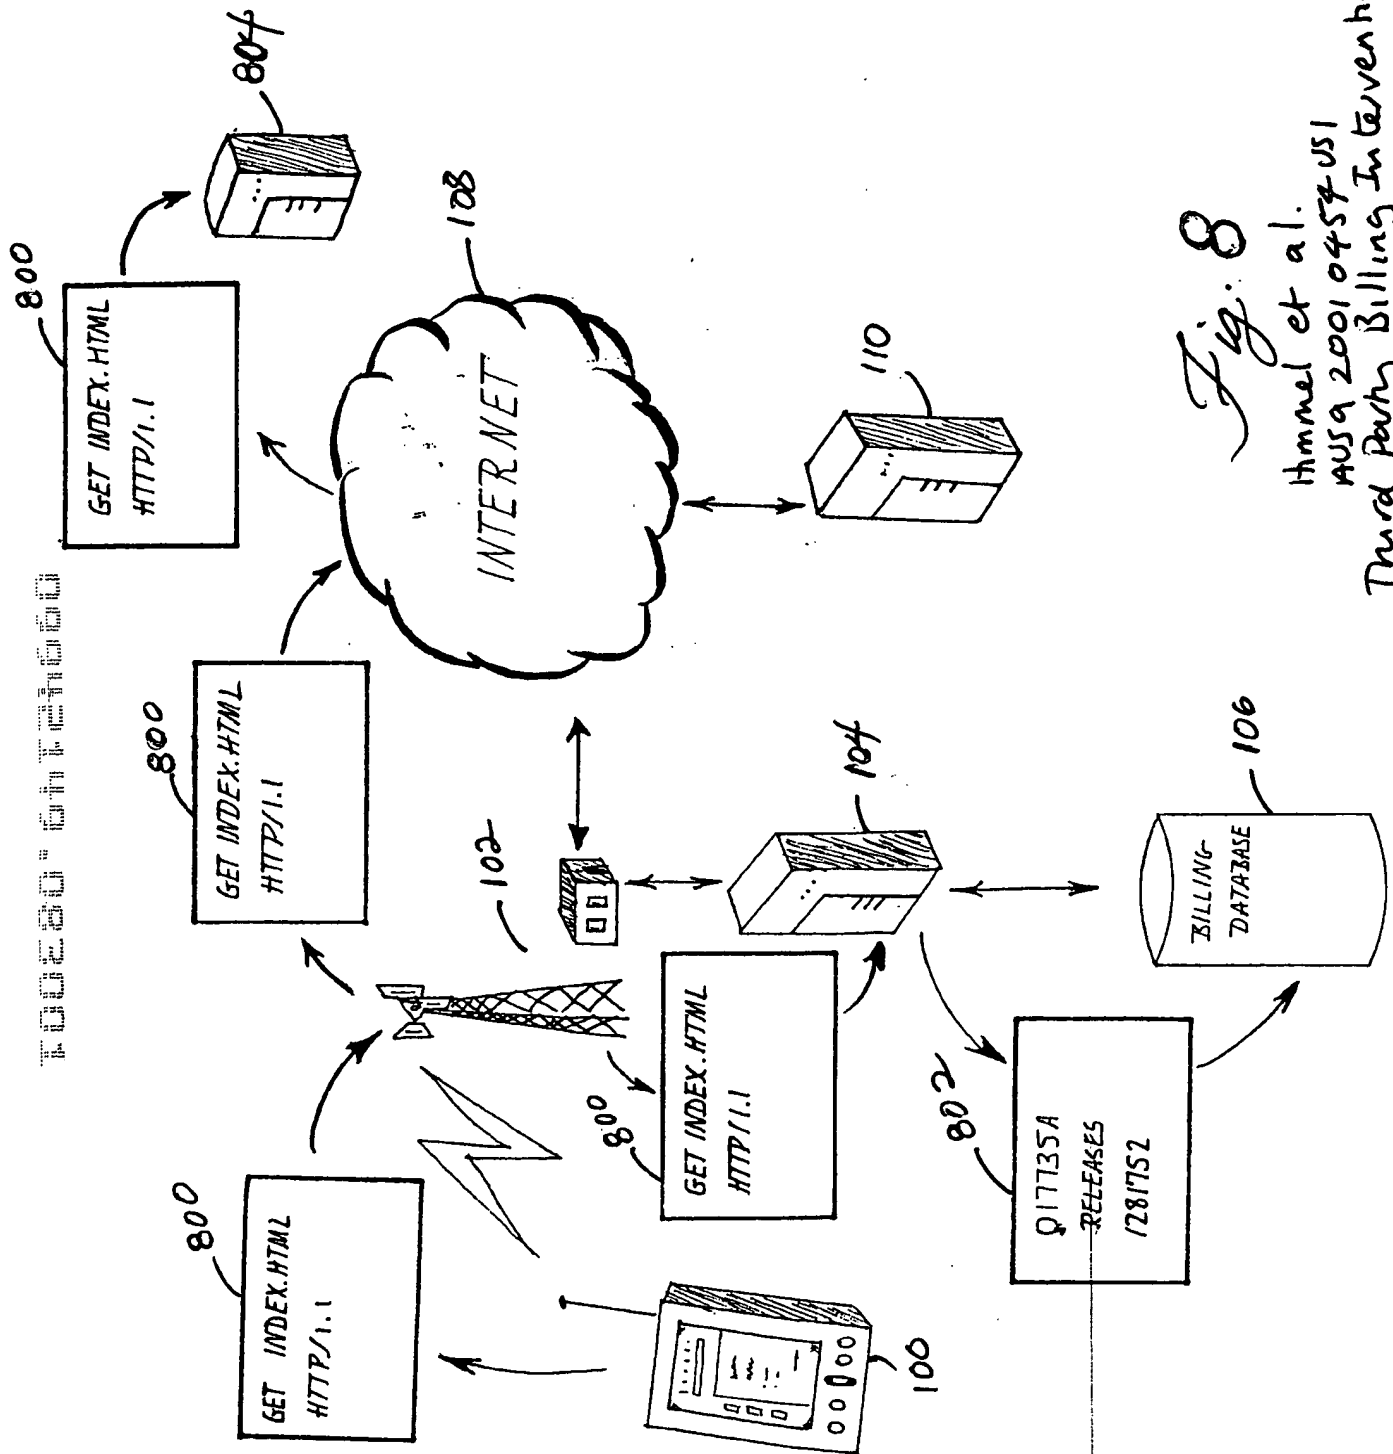 800
GET INDEX.HTML
HTTP/1.1
800
GET INDEX.HTML
HTTP/1.1
800
GET INDEX.HTML
HTTP/1.1
804
102
108
INTERNET
800
GET INDEX.HTML
HTTP/1.1
104
110
100
802
Q17735A
RELEASES
1281752
BILLING
DATABASE
106
Fig. 8
Himmel et al.
AUS9 2001 0454 US1
Third Party Billing